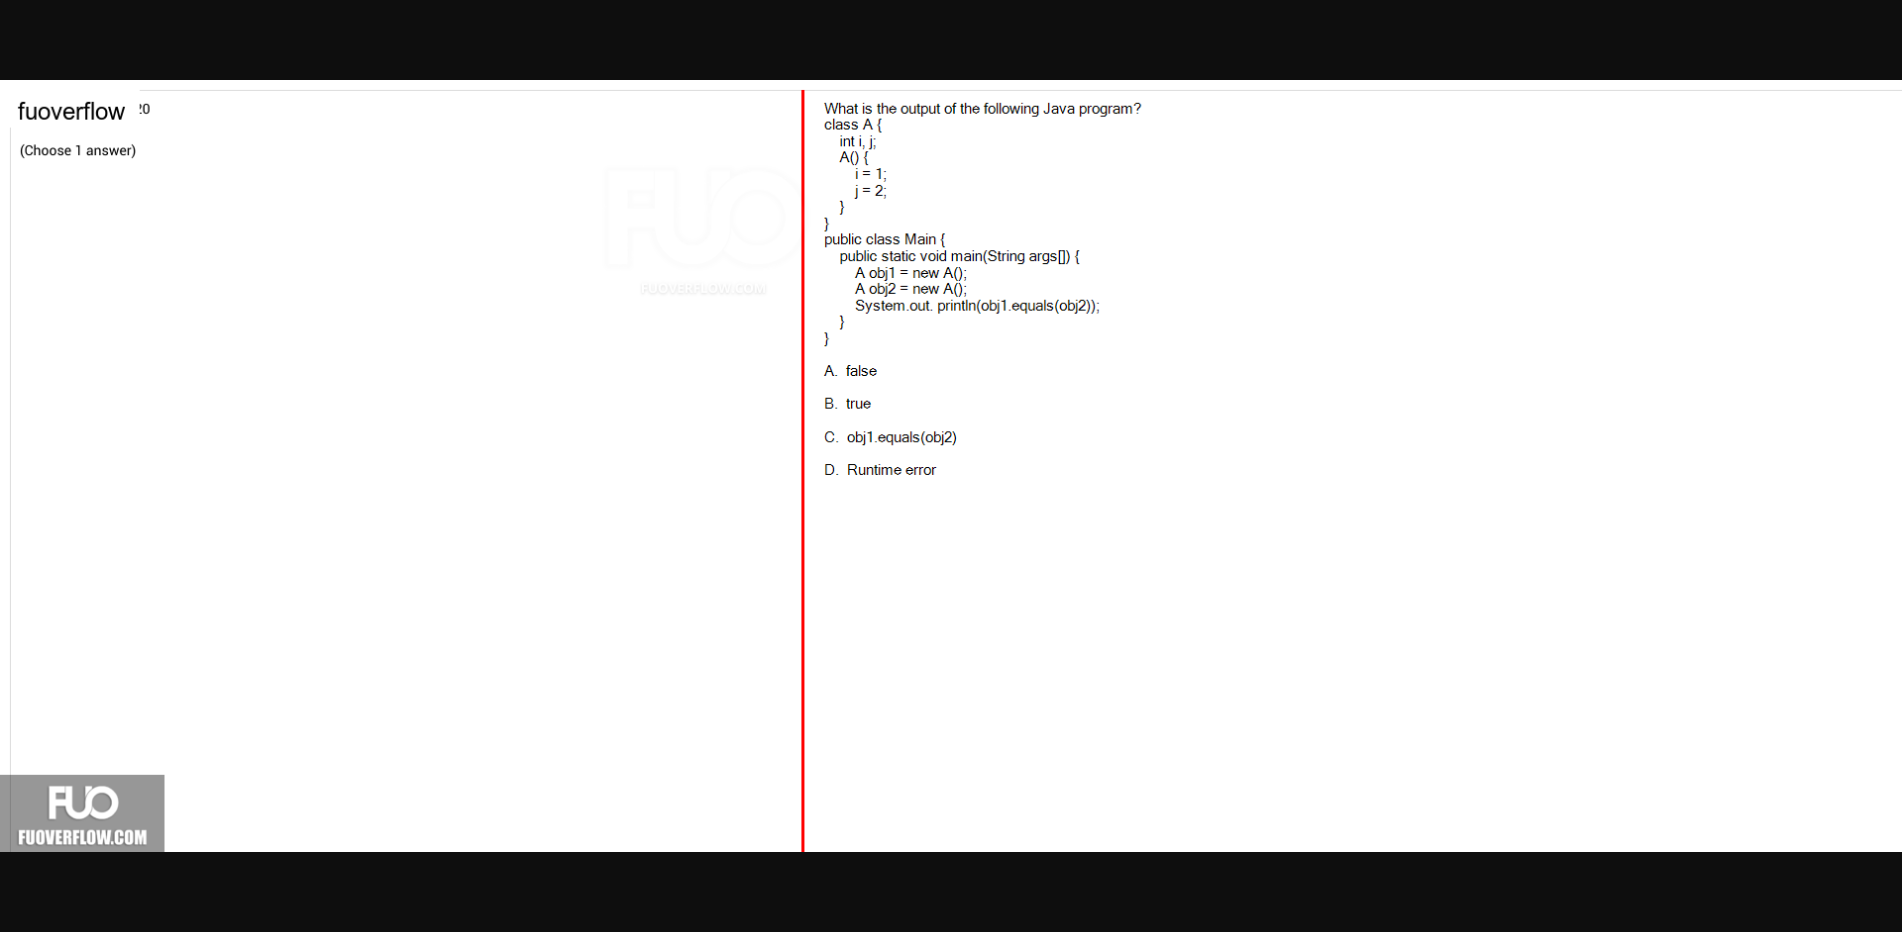 fuoverflow
20
(Choose 1 answer)
FUO
FUOVERFLOW.COM
What is the output of the following Java program?
class A {
int i, j;
A() {
i = 1;
j = 2;
}
}
public class Main {
public static void main(String args[]) {
A obj1 = new A();
A obj2 = new A();
System.out. println(obj1.equals(obj2));
}
}
A. false
B. true
C. obj1.equals(obj2)
D. Runtime error
FUO
FUOVERFLOW.COM